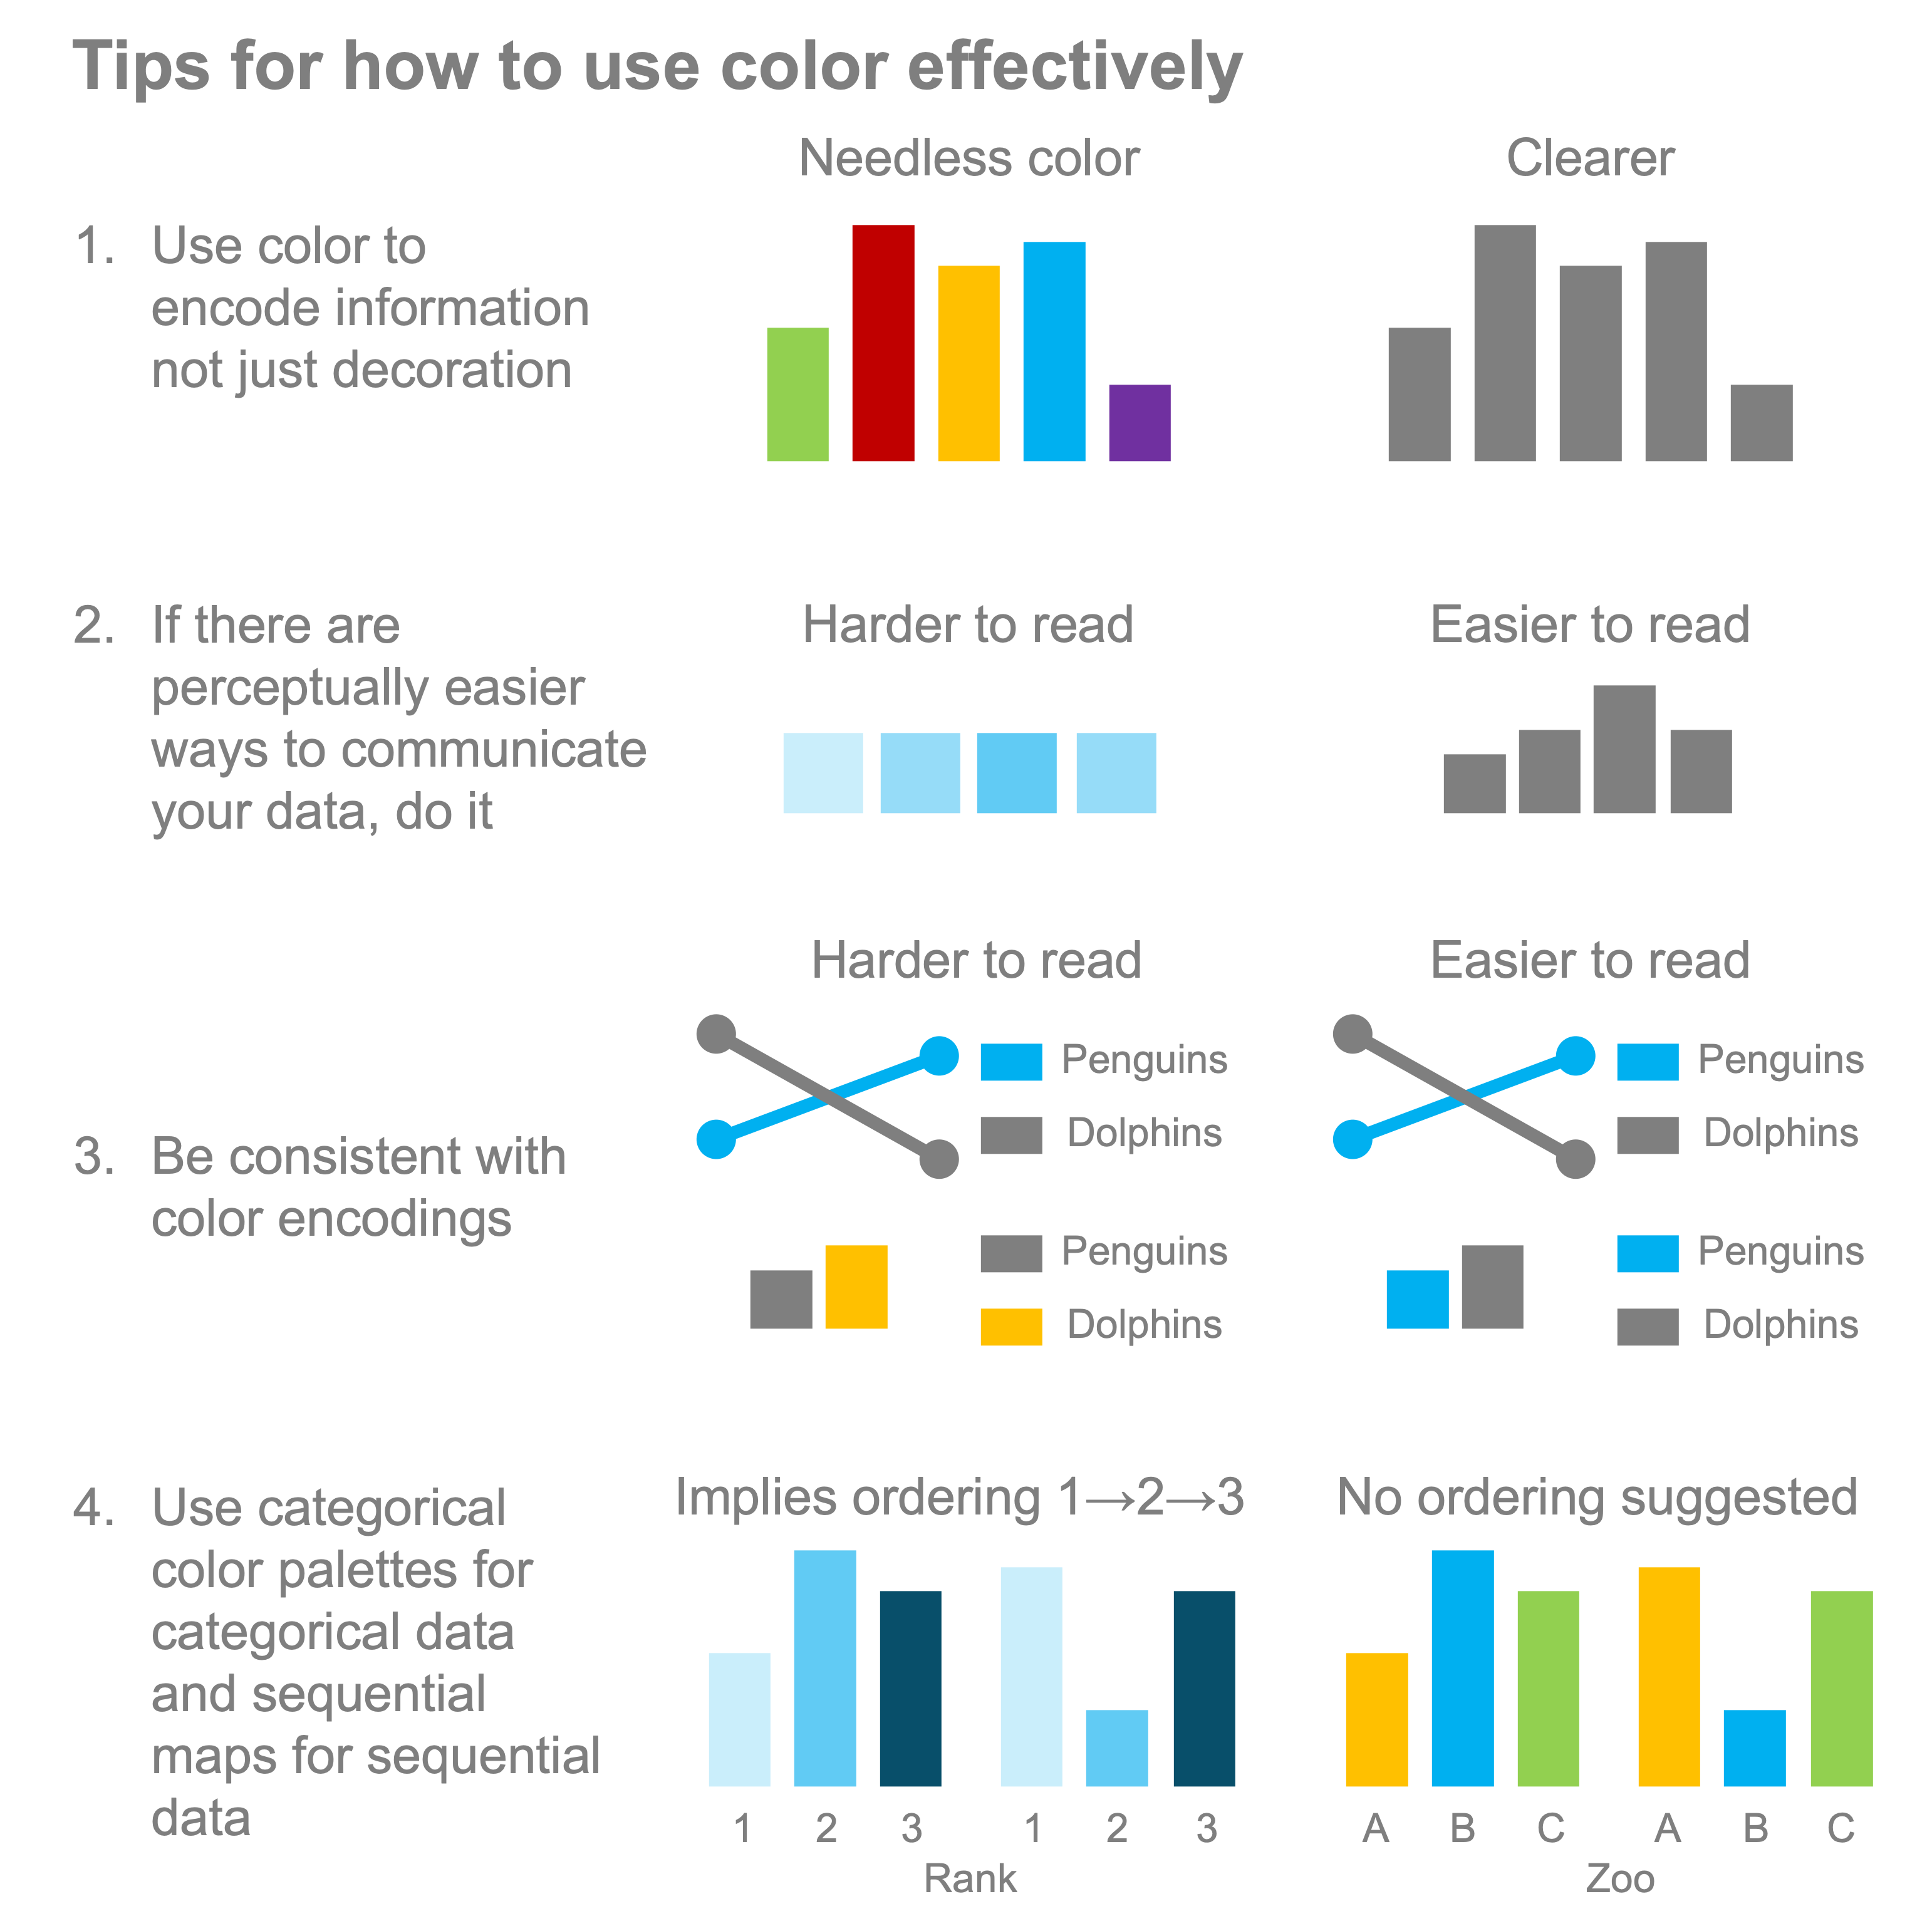 Tips for how to use color effectively
Needless color
Clearer
1. Use color to
encode information
not just decoration
2. If there are
perceptually easier
ways to communicate
your data, do it
Harder to read
Easier to read
3. Be consistent with
color encodings
Harder to read
Penguins
Dolphins
Penguins
Dolphins
Easier to read
Penguins
Dolphins
Penguins
Dolphins
4. Use categorical
color palettes for
categorical data
and sequential
maps for sequential
data
Implies ordering 1→2→3
1 2 3 1 2 3
Rank
No ordering suggested
A B C A B C
Zoo